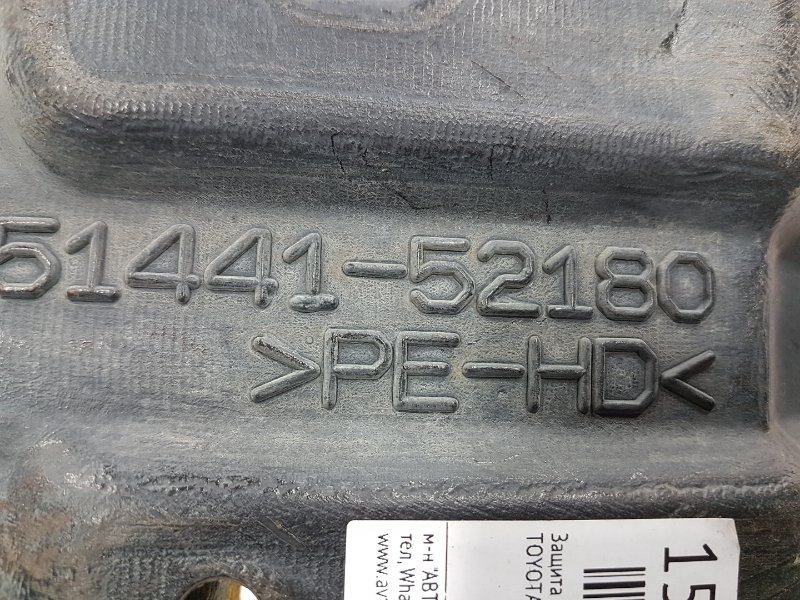 51441-52180
>PE-HD<
м-н "АВТ
тел, Wha
www.av
Защита
TOYOTA
15